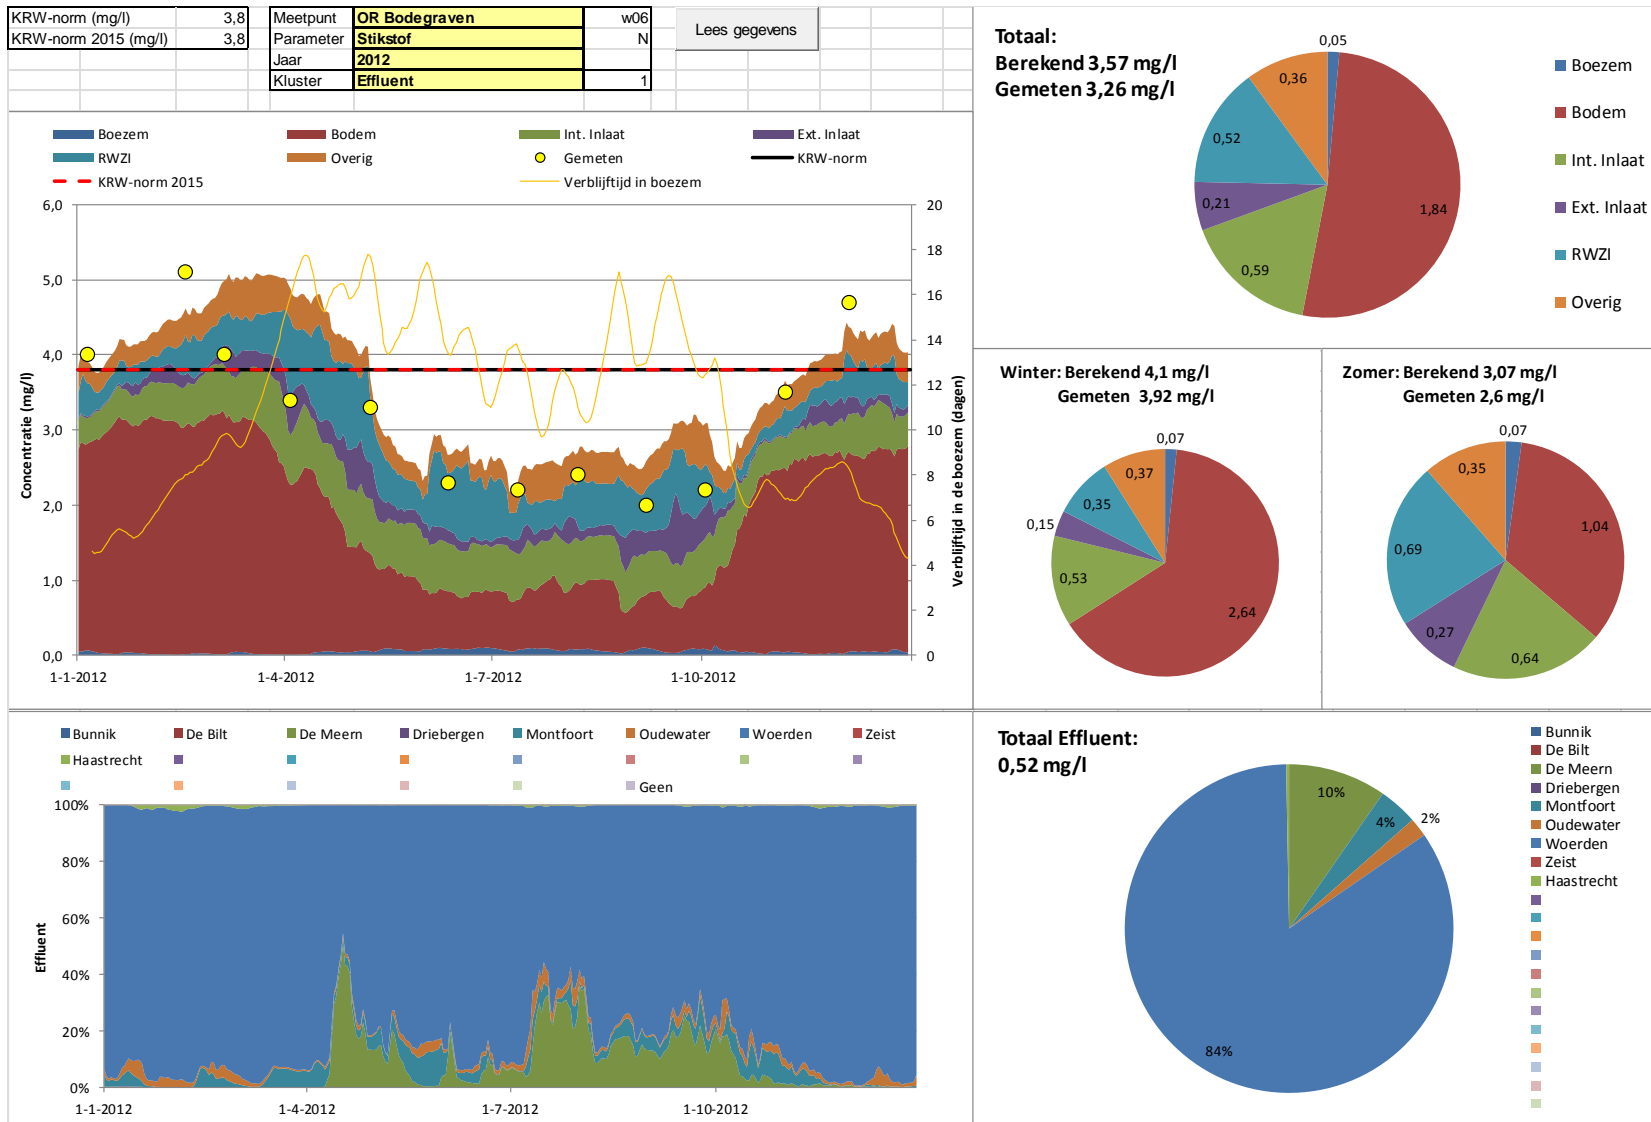 KRW-norm (mg/l) 3,8
KRW-norm 2015 (mg/l) 3,8
Meetpunt OR Bodegraven w06
Parameter Stikstof N
Jaar 2012
Kluster Effluent 1
Lees gegevens
Boezem Bodem Int. Inlaat Ext. Inlaat
RWZI Overig Gemeten KRW-norm
KRW-norm 2015 Verblijftijd in boezem
Concentratie (mg/l)
6,0
5,0
4,0
3,0
2,0
1,0
0,0
20
18
16
14
12
10
8
6
4
2
0
Verblijftijd in de boezem (dagen)
1-1-2012 1-4-2012 1-7-2012 1-10-2012
Totaal:
Berekend 3,57 mg/l
Gemeten 3,26 mg/l
0,05
0,36
0,52
0,21
0,59
1,84
Boezem
Bodem
Int. Inlaat
Ext. Inlaat
RWZI
Overig
Winter: Berekend 4,1 mg/l
Gemeten 3,92 mg/l
0,07
0,37
0,35
0,15
0,53
2,64
Zomer: Berekend 3,07 mg/l
Gemeten 2,6 mg/l
0,07
0,35
1,04
0,69
0,27
0,64
Bunnik De Bilt De Meern Driebergen Montfoort Oudewater Woerden Zeist
Haastrecht
Geen
Effluent
100%
80%
60%
40%
20%
0%
1-1-2012 1-4-2012 1-7-2012 1-10-2012
Totaal Effluent:
0,52 mg/l
10%
4%
2%
84%
Bunnik
De Bilt
De Meern
Driebergen
Montfoort
Oudewater
Woerden
Zeist
Haastrecht